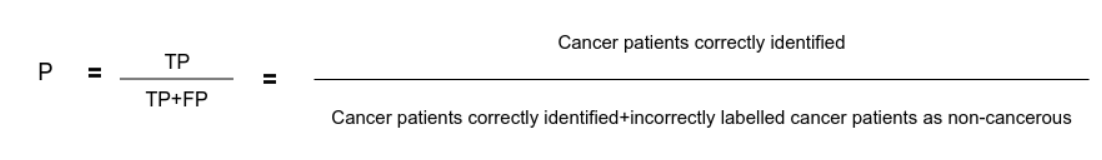 Cancer patients correctly identified
P = TP = 
TP+FP
Cancer patients correctly identified+incorrectly labelled cancer patients as non-cancerous